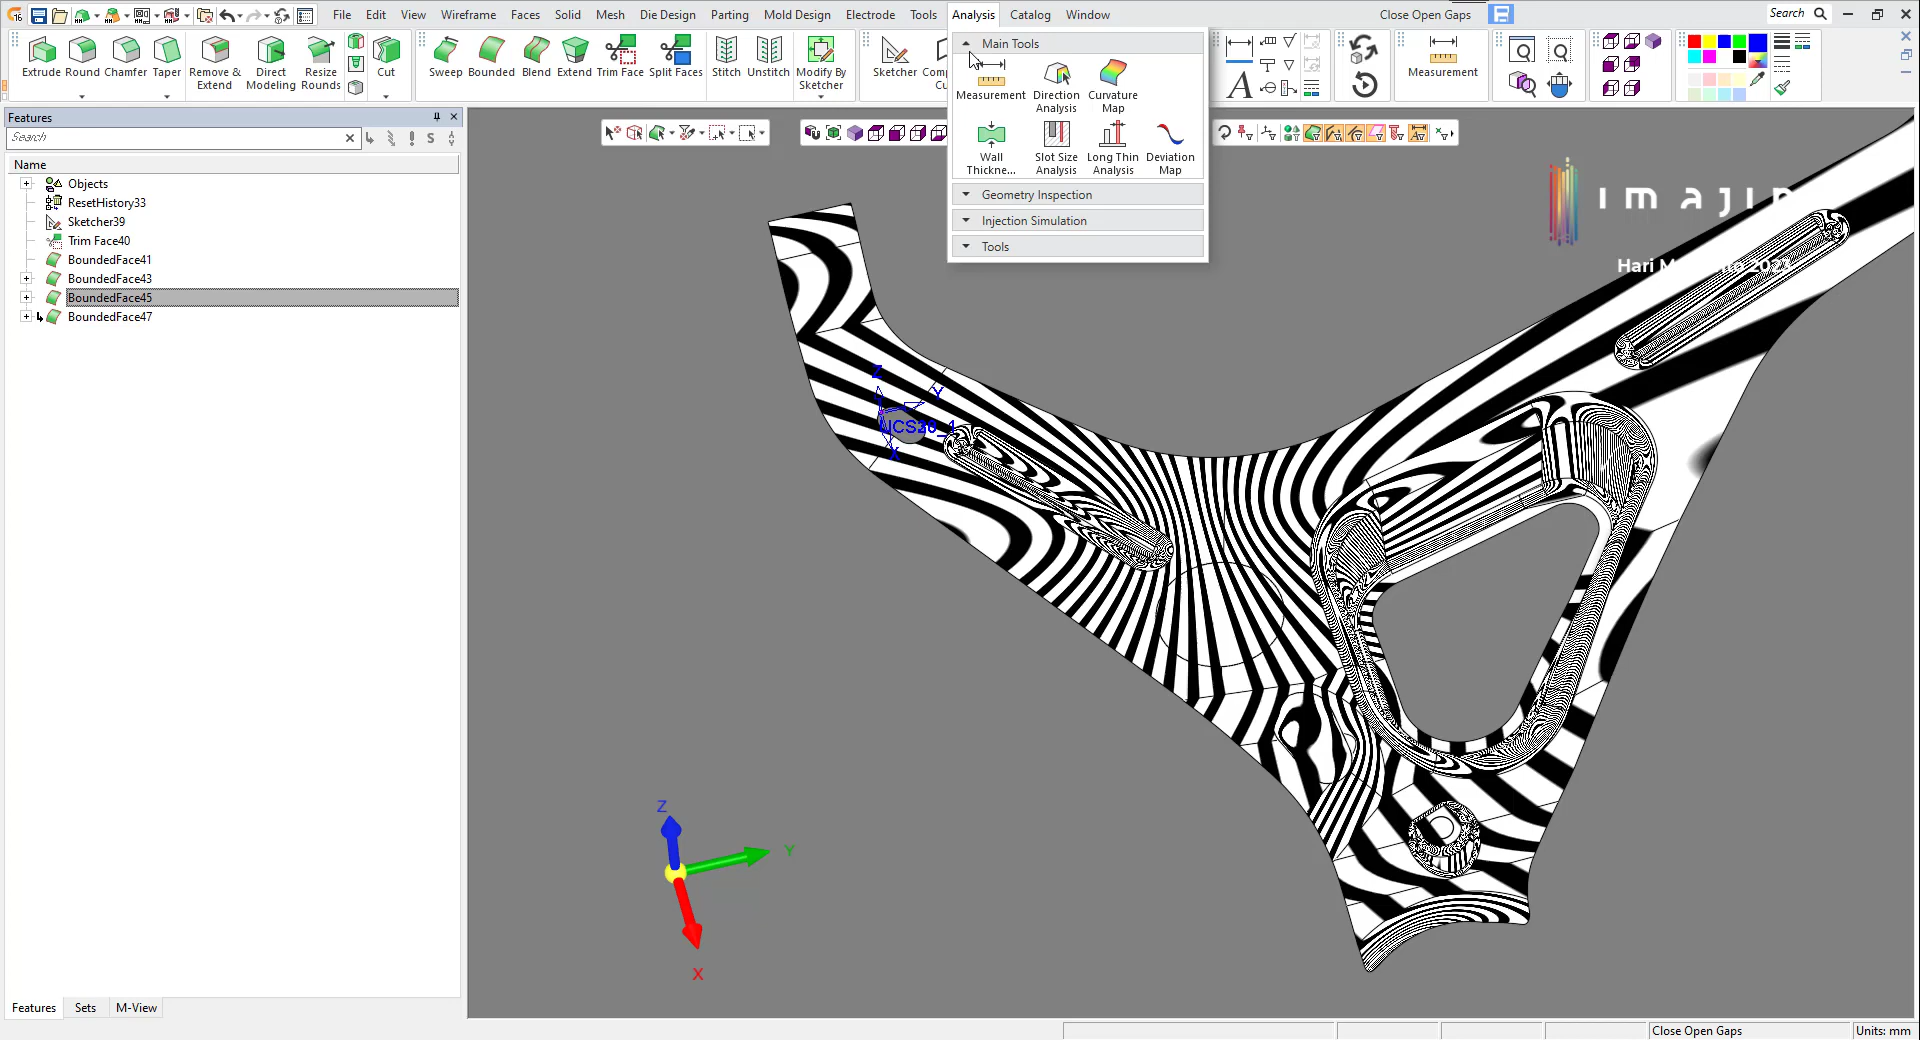 File Edit View Wireframe Faces Solid Mesh Die Design Parting Mold Design Electrode Tools Analysis Catalog Window Close Open Gaps Search
Extrude Round Chamfer Taper Remove & Extend Direct Modeling Resize Rounds Cut
Sweep Bounded Blend Extend Trim Face Split Faces Stitch Unstitch Modify By Sketcher
Sketcher
Measurement
Main Tools
Measurement Direction Analysis Curvature Map
Wall Thickne... Slot Size Analysis Long Thin Analysis Deviation Map
Geometry Inspection
Injection Simulation
Tools
Features
Search
Name
Objects
ResetHistory33
Sketcher39
Trim Face40
BoundedFace41
BoundedFace43
BoundedFace45
BoundedFace47
Hari
Z
Y
X
Z
Y
X
Features Sets M-View
Close Open Gaps Units: mm